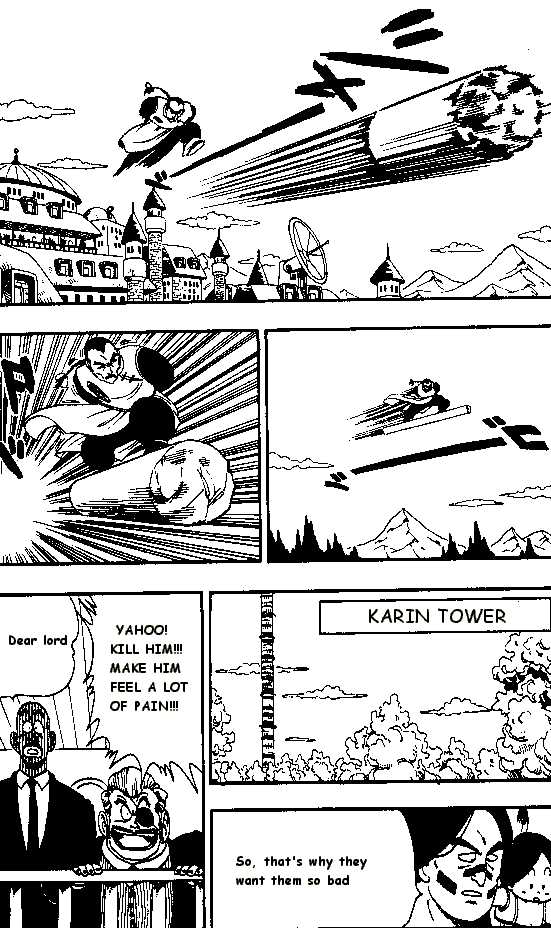 Dear lord
YAHOO!
KILL HIM!!!
MAKE HIM
FEEL A LOT
OF PAIN!!!
KARIN TOWER
So, that's why they
want them so bad